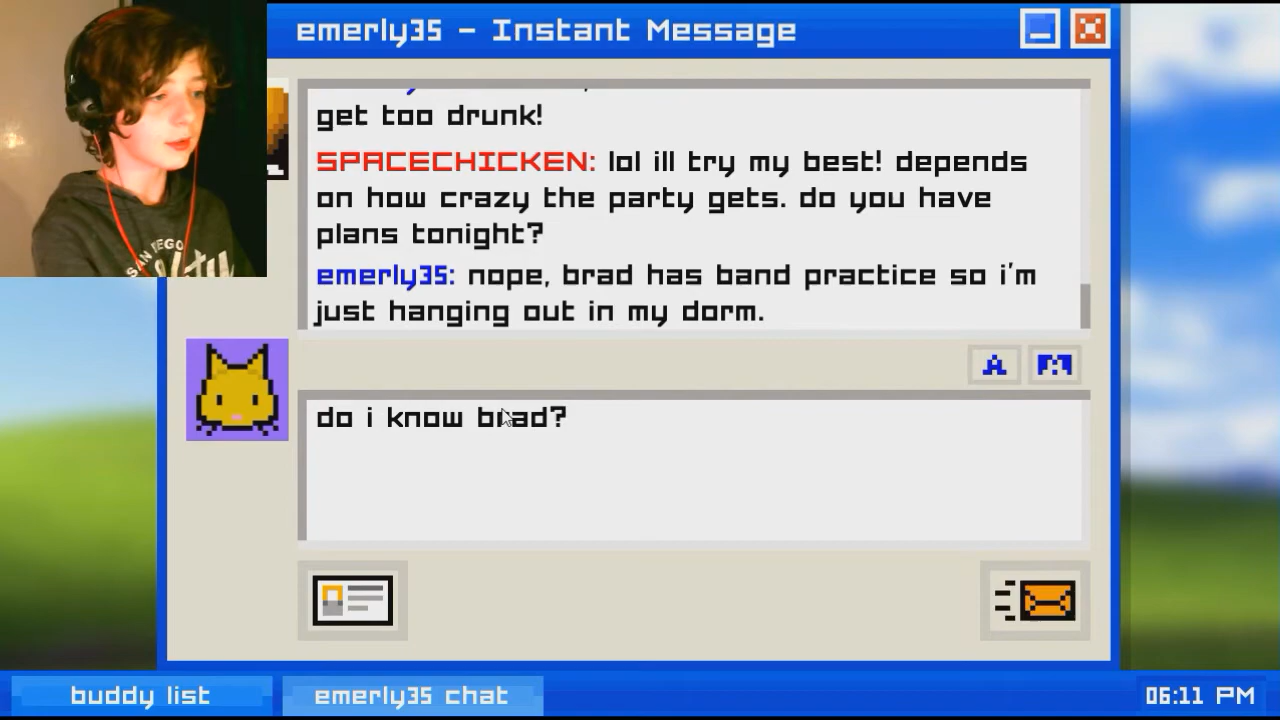 emerly35 - Instant Message
get too drunk!
SPACECHICKEN: lol ill try my best! depends
on how crazy the party gets. do you have
plans tonight?
emerly35: nope, brad has band practice so i'm
just hanging out in my dorm.
A
do i know brad?
buddy list
emerly35 chat
06:11 PM
SAN DIEGO